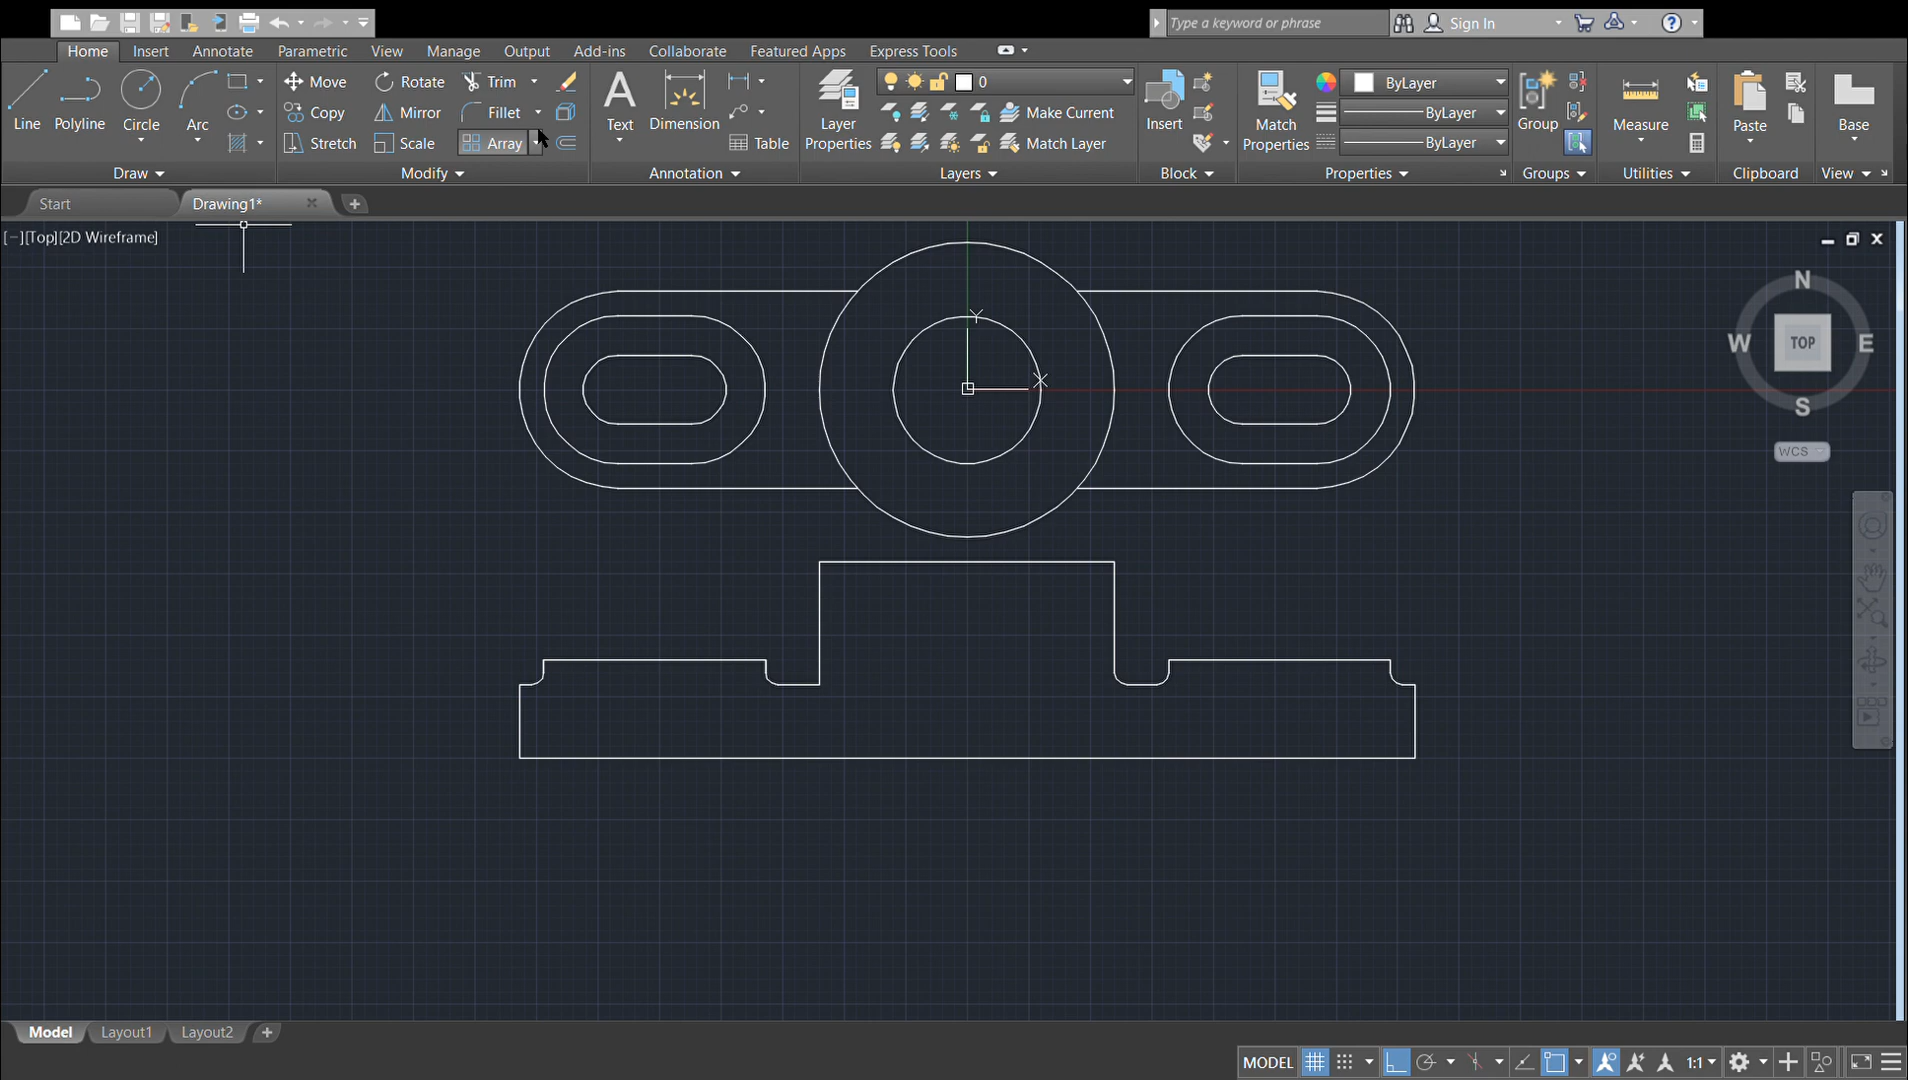 Type a keyword or phrase
Sign In
Home Insert Annotate Parametric View Manage Output Add-ins Collaborate Featured Apps Express Tools
Line Polyline Circle Arc
Move Rotate Trim
Copy Mirror Fillet
Stretch Scale Array
Text Dimension Table
Layer Properties
0
Make Current
Match Layer
Insert
Match Properties
ByLayer
ByLayer
ByLayer
Group
Measure
Paste
Base
Draw Modify Annotation Layers Block Properties Groups Utilities Clipboard View
Start Drawing1*
[−][Top][2D Wireframe]
N
W TOP E
S
WCS
Y
X
Model Layout1 Layout2
MODEL 1:1